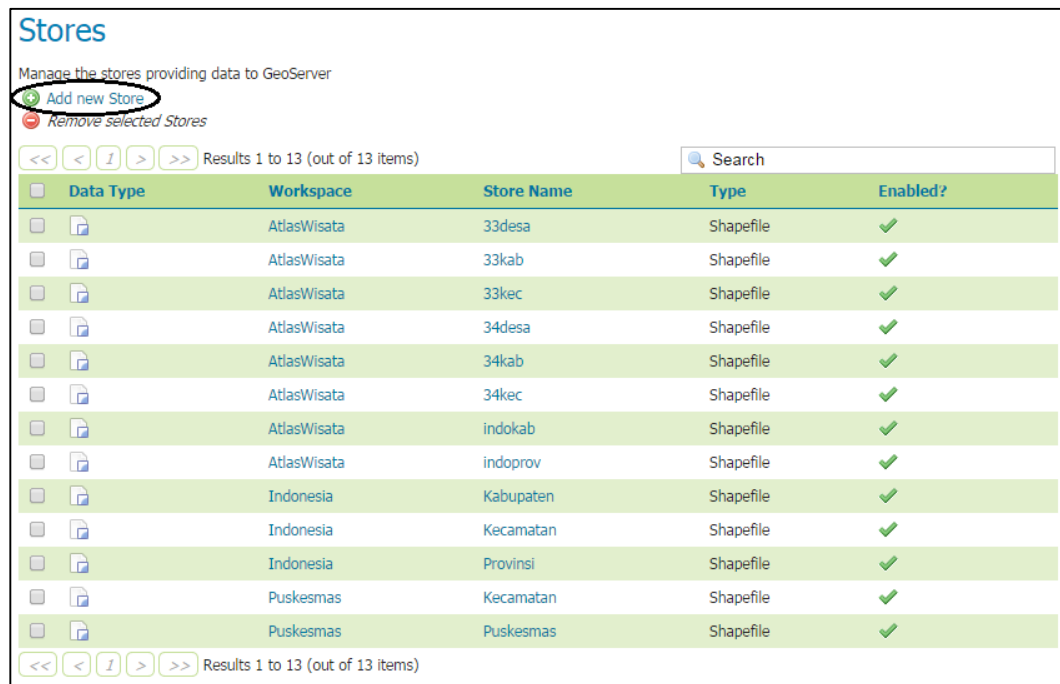 Stores
Manage the stores providing data to GeoServer
Add new Store
Remove selected Stores
<< < 1 > >> Results 1 to 13 (out of 13 items) Search
Data Type Workspace Store Name Type Enabled?
AtlasWisata 33desa Shapefile
AtlasWisata 33kab Shapefile
AtlasWisata 33kec Shapefile
AtlasWisata 34desa Shapefile
AtlasWisata 34kab Shapefile
AtlasWisata 34kec Shapefile
AtlasWisata indokab Shapefile
AtlasWisata indoprov Shapefile
Indonesia Kabupaten Shapefile
Indonesia Kecamatan Shapefile
Indonesia Provinsi Shapefile
Puskesmas Kecamatan Shapefile
Puskesmas Puskesmas Shapefile
<< < 1 > >> Results 1 to 13 (out of 13 items)